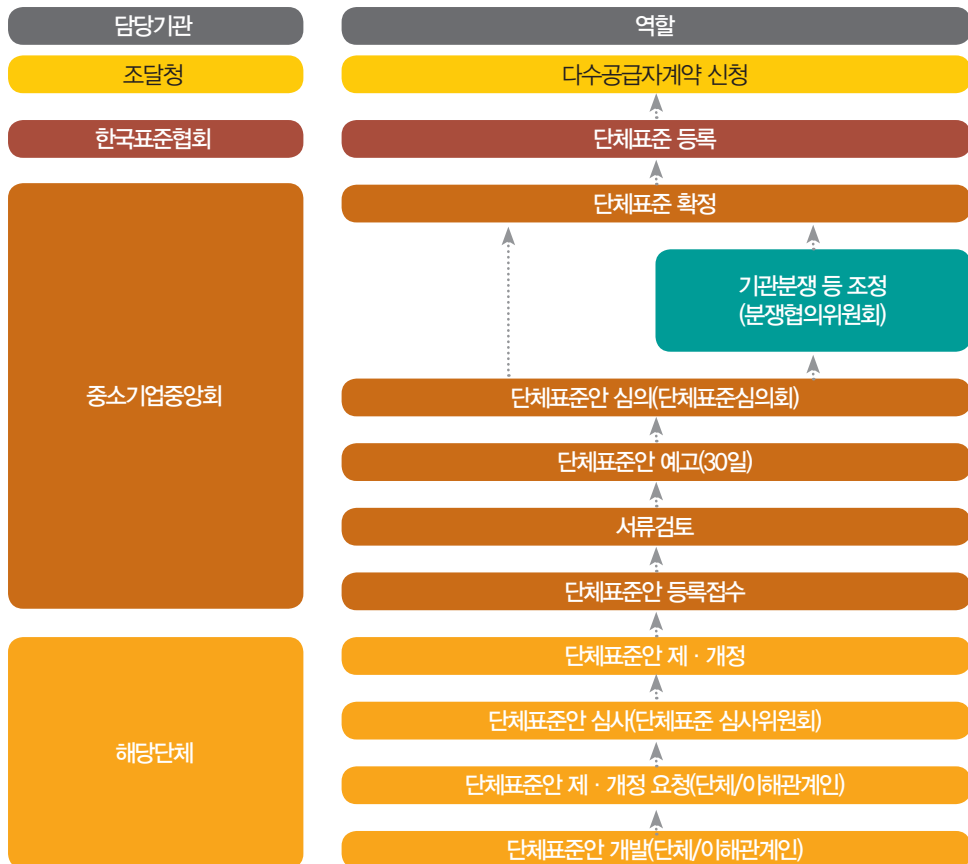 담당기관
역할
조달청
다수공급자계약 신청
한국표준협회
단체표준 등록
단체표준 확정
기관분쟁 등 조정
(분쟁협의위원회)
중소기업중앙회
단체표준안 심의(단체표준심의회)
단체표준안 예고(30일)
서류검토
단체표준안 등록접수
단체표준안 제 · 개정
단체표준안 심사(단체표준 심사위원회)
해당단체
단체표준안 제 · 개정 요청(단체/이해관계인)
단체표준안 개발(단체/이해관계인)